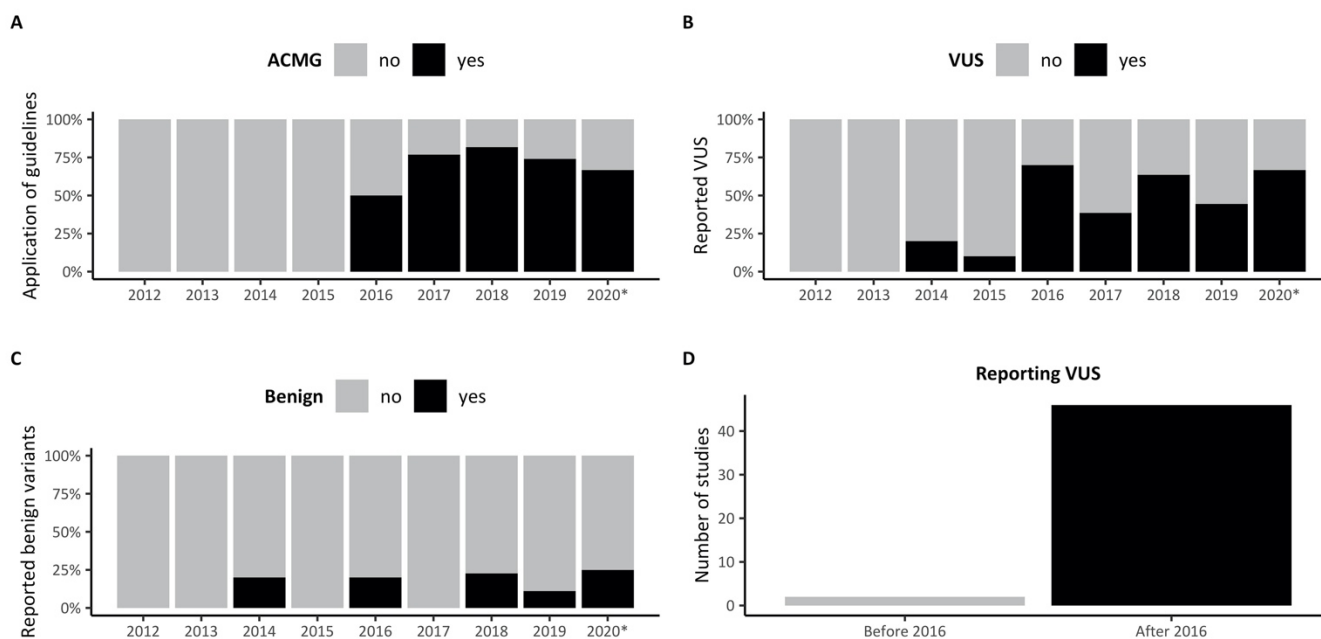 A
ACMG no yes
Application of guidelines
100%
75%
50%
25%
0%
2012 2013 2014 2015 2016 2017 2018 2019 2020*
B
VUS no yes
Reported VUS
100%
75%
50%
25%
0%
2012 2013 2014 2015 2016 2017 2018 2019 2020*
C
Benign no yes
Reported benign variants
100%
75%
50%
25%
0%
2012 2013 2014 2015 2016 2017 2018 2019 2020*
D
Reporting VUS
Number of studies
40
30
20
10
0
Before 2016 After 2016